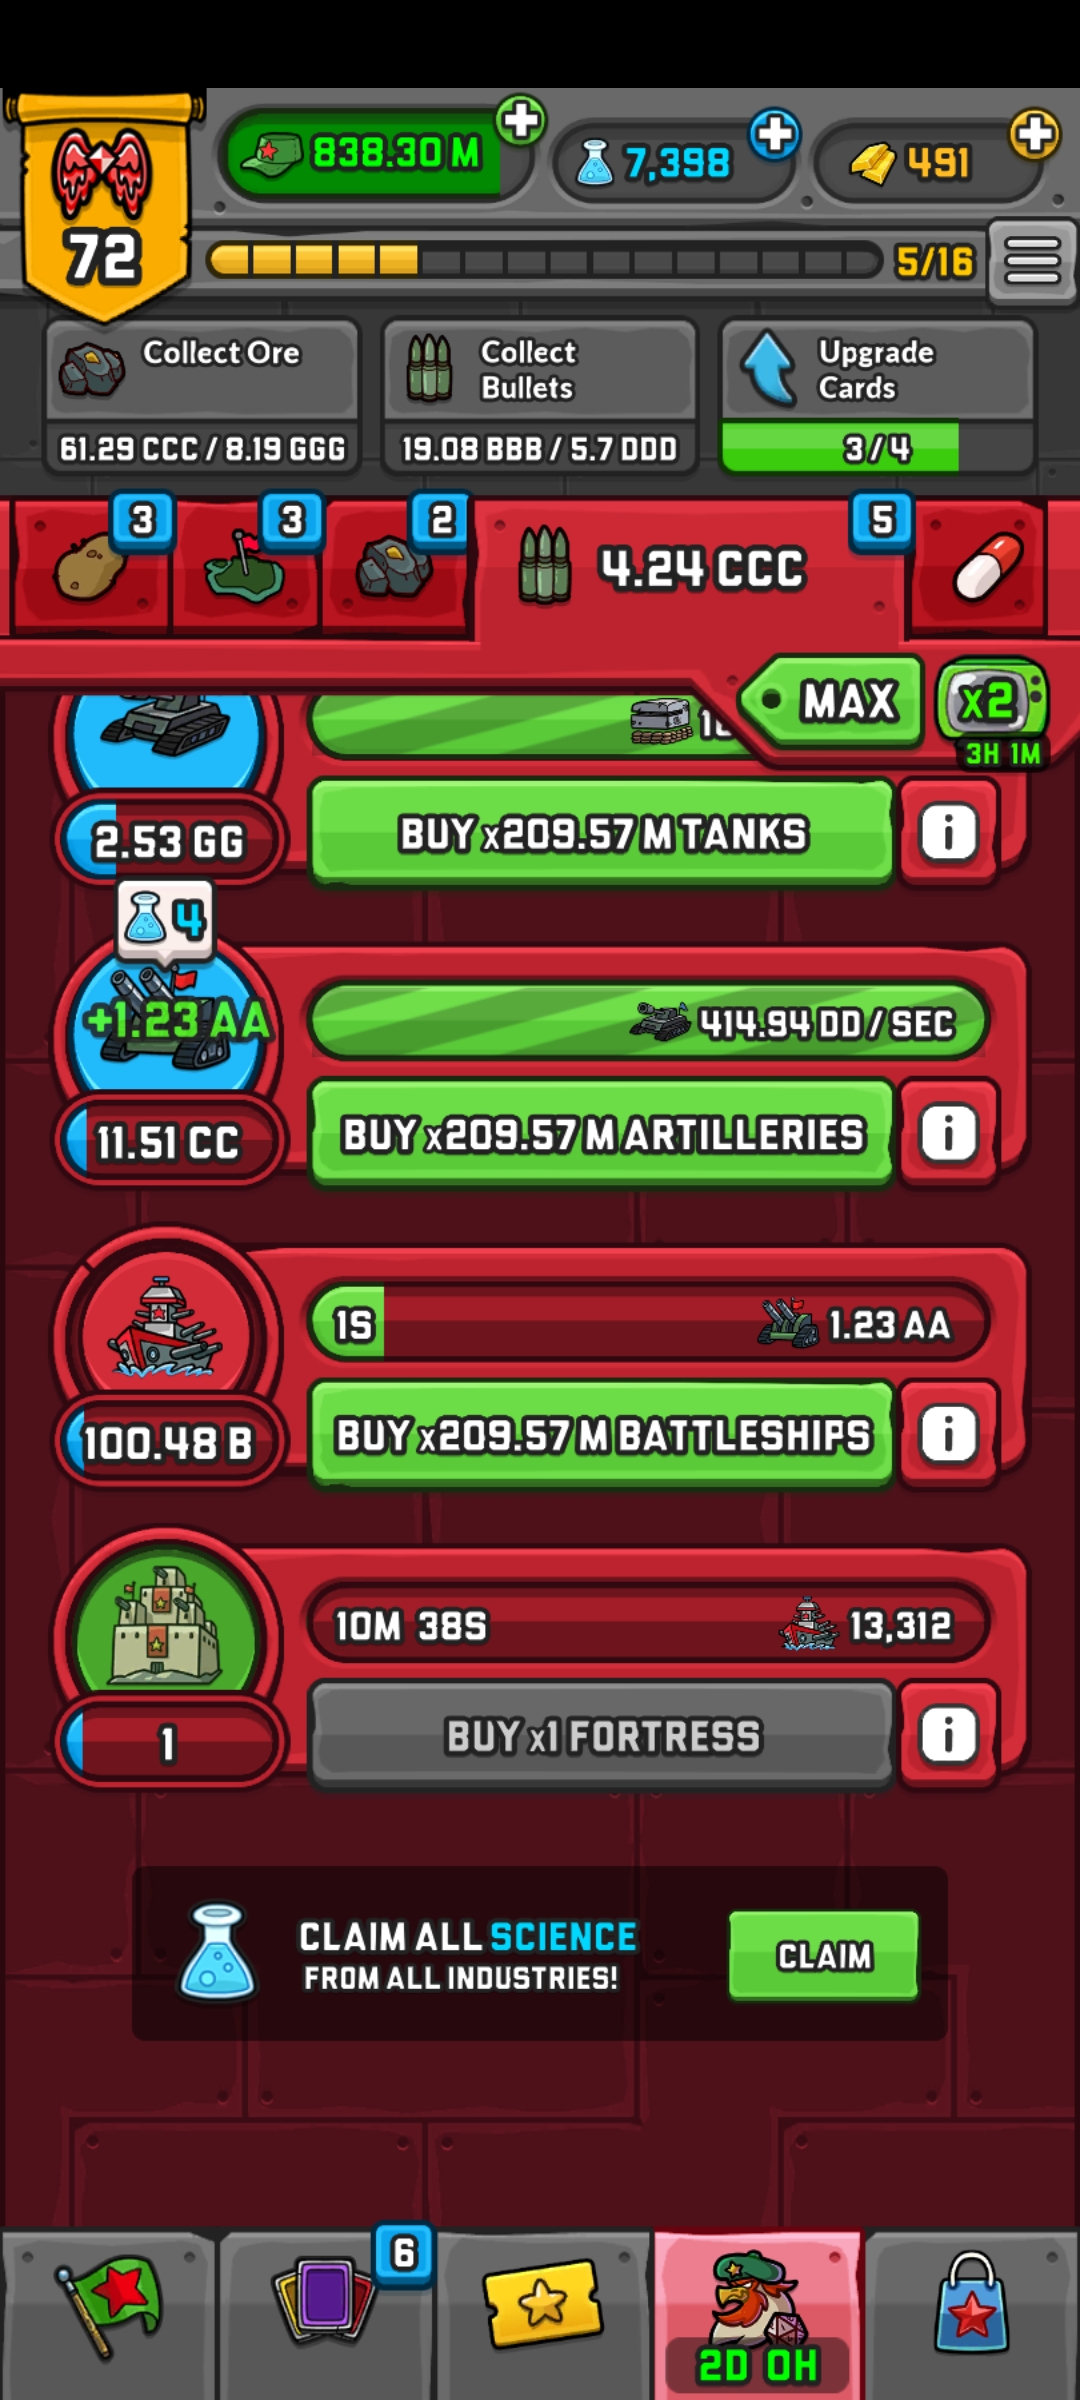 838.30 M
7,398
491
72
5/16
Collect Ore
61.29 CCC / 8.19 GGG
Collect
Bullets
19.08 BBB / 5.7 DDD
Upgrade
Cards
3/4
3
3
2
4.24 CCC
5
MAX
x2
3H 1M
2.53 GG
BUY x209.57 M TANKS
i
4
+1.23 AA
414.94 DD / SEC
11.51 CC
BUY x209.57 M ARTILLERIES
i
1S
1.23 AA
100.48 B
BUY x209.57 M BATTLESHIPS
i
10M 38S
13,312
1
BUY x1 FORTRESS
i
CLAIM ALL SCIENCE
FROM ALL INDUSTRIES!
CLAIM
6
2D 0H